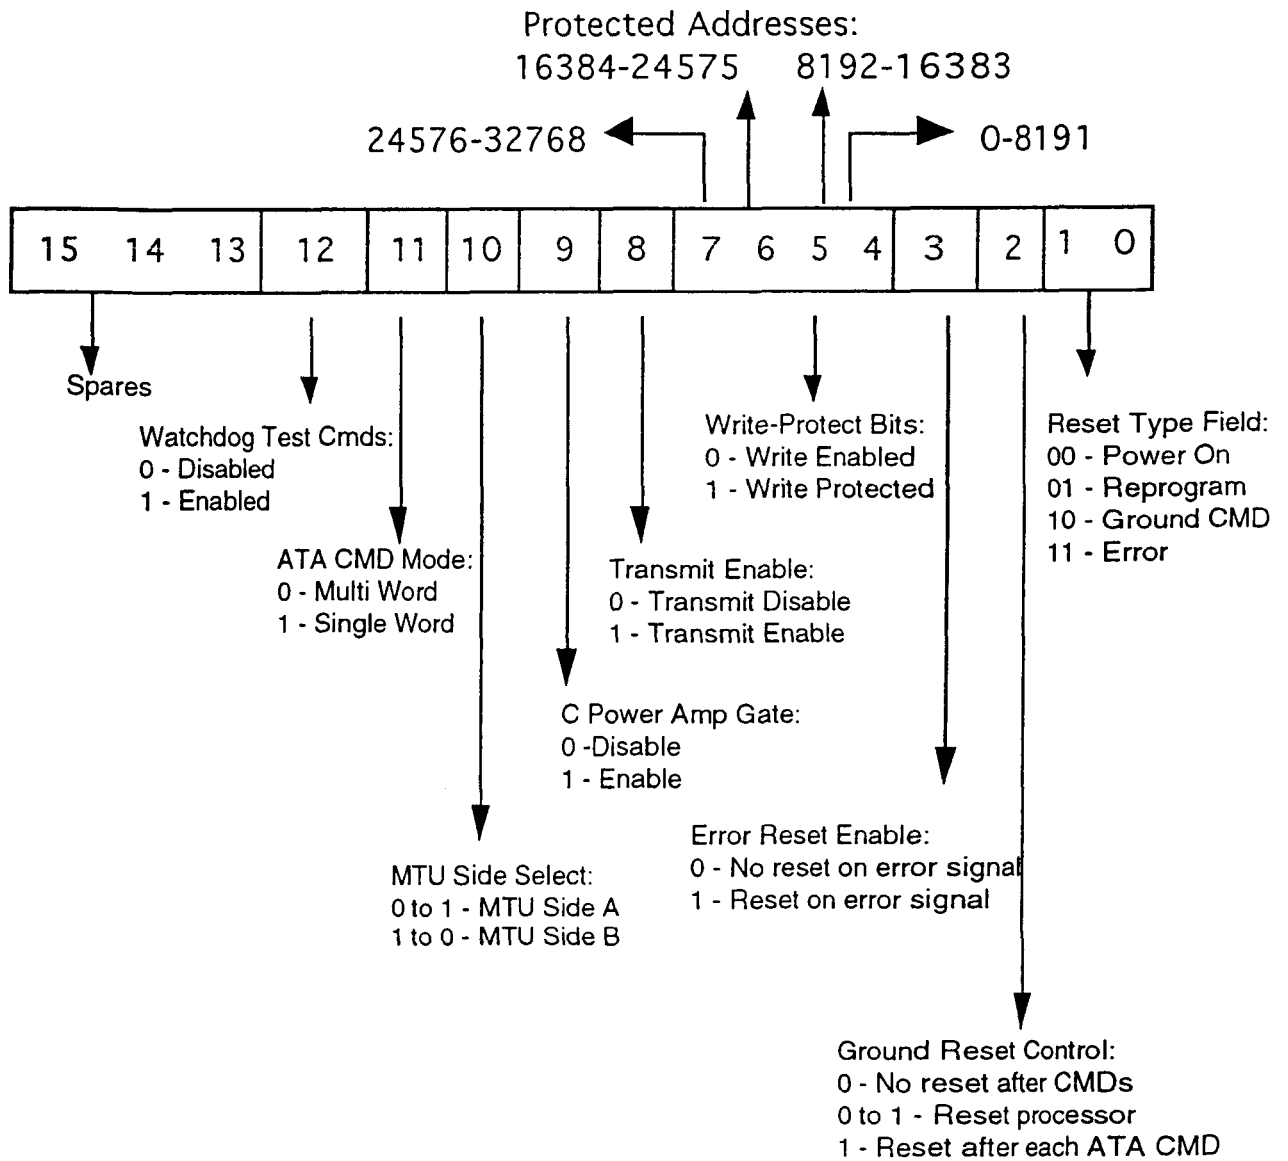 Protected Addresses:
16384-24575 8192-16383
24576-32768 0-8191
15 14 13 12 11 10 9 8 7 6 5 4 3 2 1 0
Spares
Watchdog Test Cmds:
0 - Disabled
1 - Enabled
ATA CMD Mode:
0 - Multi Word
1 - Single Word
MTU Side Select:
0 to 1 - MTU Side A
1 to 0 - MTU Side B
C Power Amp Gate:
0 -Disable
1 - Enable
Transmit Enable:
0 - Transmit Disable
1 - Transmit Enable
Write-Protect Bits:
0 - Write Enabled
1 - Write Protected
Error Reset Enable:
0 - No reset on error signal
1 - Reset on error signal
Ground Reset Control:
0 - No reset after CMDs
0 to 1 - Reset processor
1 - Reset after each ATA CMD
Reset Type Field:
00 - Power On
01 - Reprogram
10 - Ground CMD
11 - Error